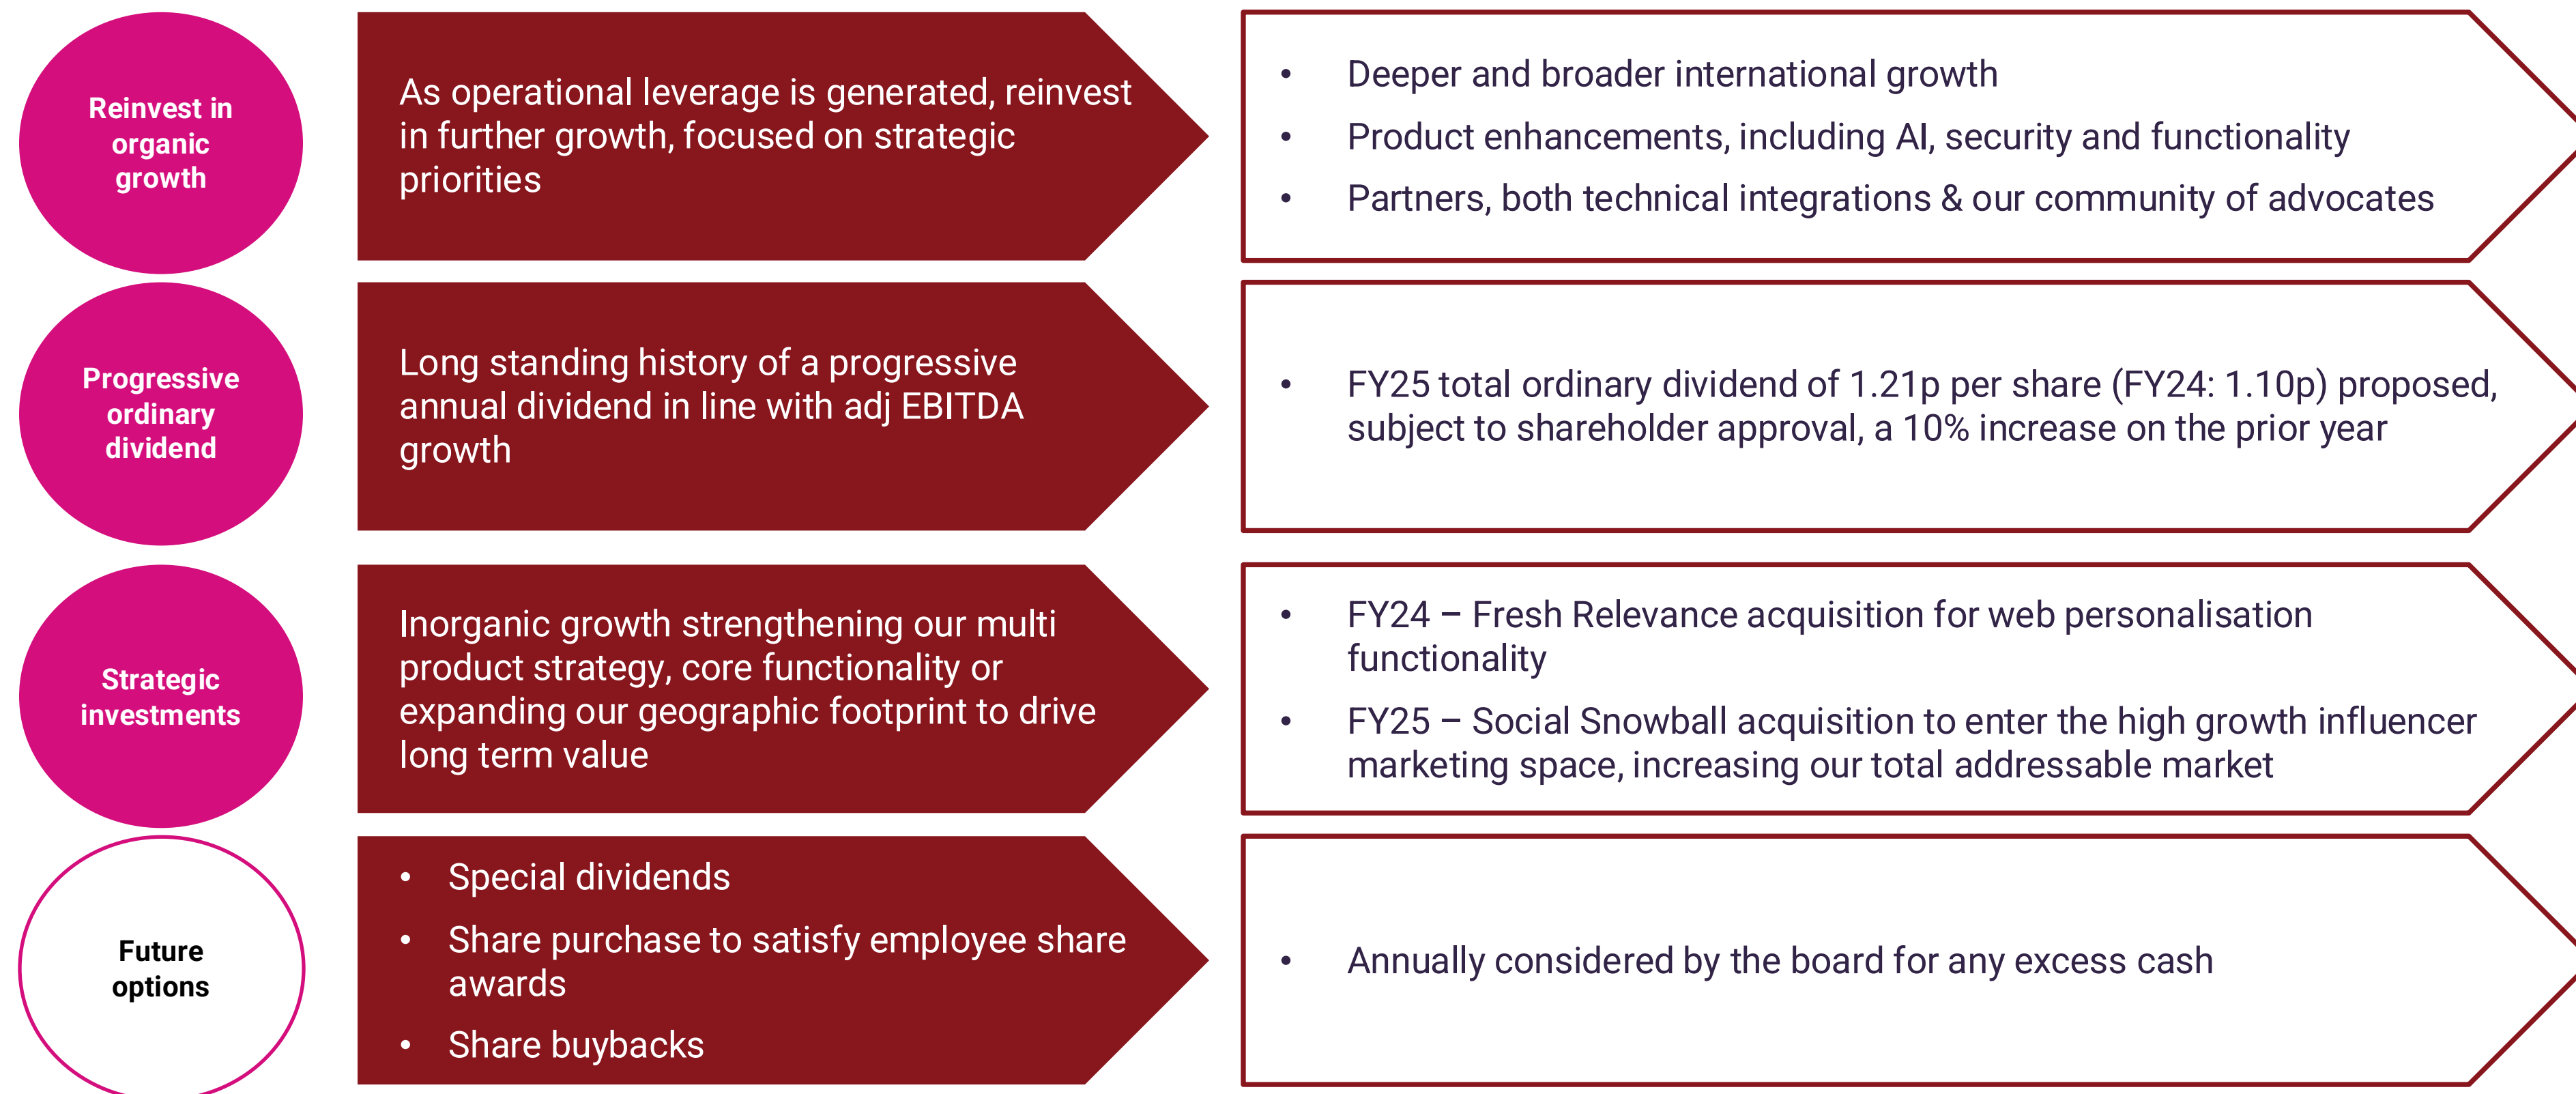 Reinvest in
organic
growth
As operational leverage is generated, reinvest
in further growth, focused on strategic
priorities
• Deeper and broader international growth
• Product enhancements, including AI, security and functionality
• Partners, both technical integrations & our community of advocates
Progressive
ordinary
dividend
Long standing history of a progressive
annual dividend in line with adj EBITDA
growth
• FY25 total ordinary dividend of 1.21p per share (FY24: 1.10p) proposed,
subject to shareholder approval, a 10% increase on the prior year
Strategic
investments
Inorganic growth strengthening our multi
product strategy, core functionality or
expanding our geographic footprint to drive
long term value
• FY24 – Fresh Relevance acquisition for web personalisation
functionality
• FY25 – Social Snowball acquisition to enter the high growth influencer
marketing space, increasing our total addressable market
Future
options
• Special dividends
• Share purchase to satisfy employee share
awards
• Share buybacks
• Annually considered by the board for any excess cash